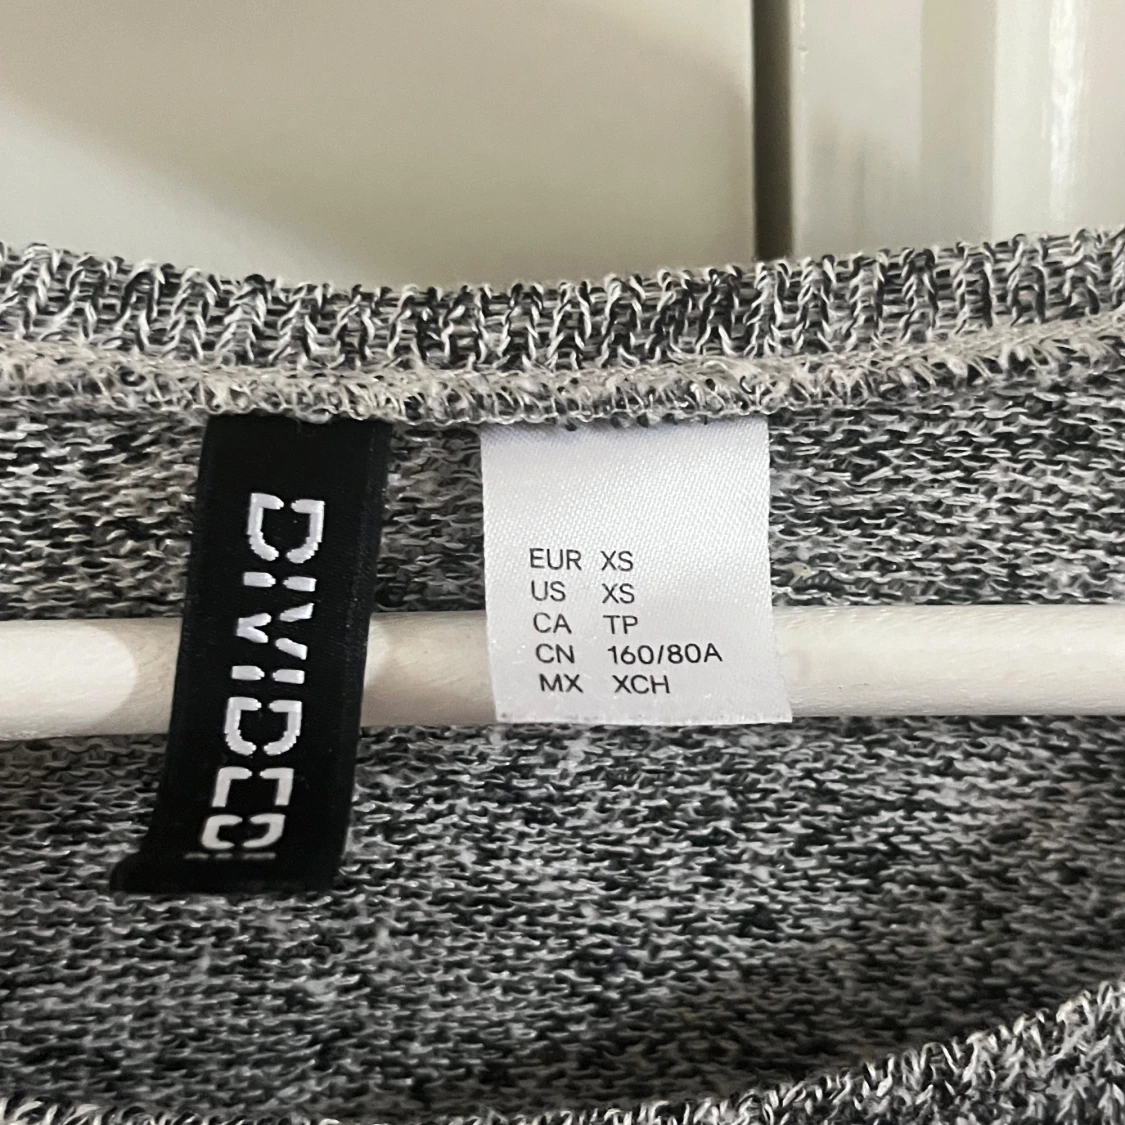 DIVIDED
EUR XS
US XS
CA TP
CN 160/80A
MX XCH